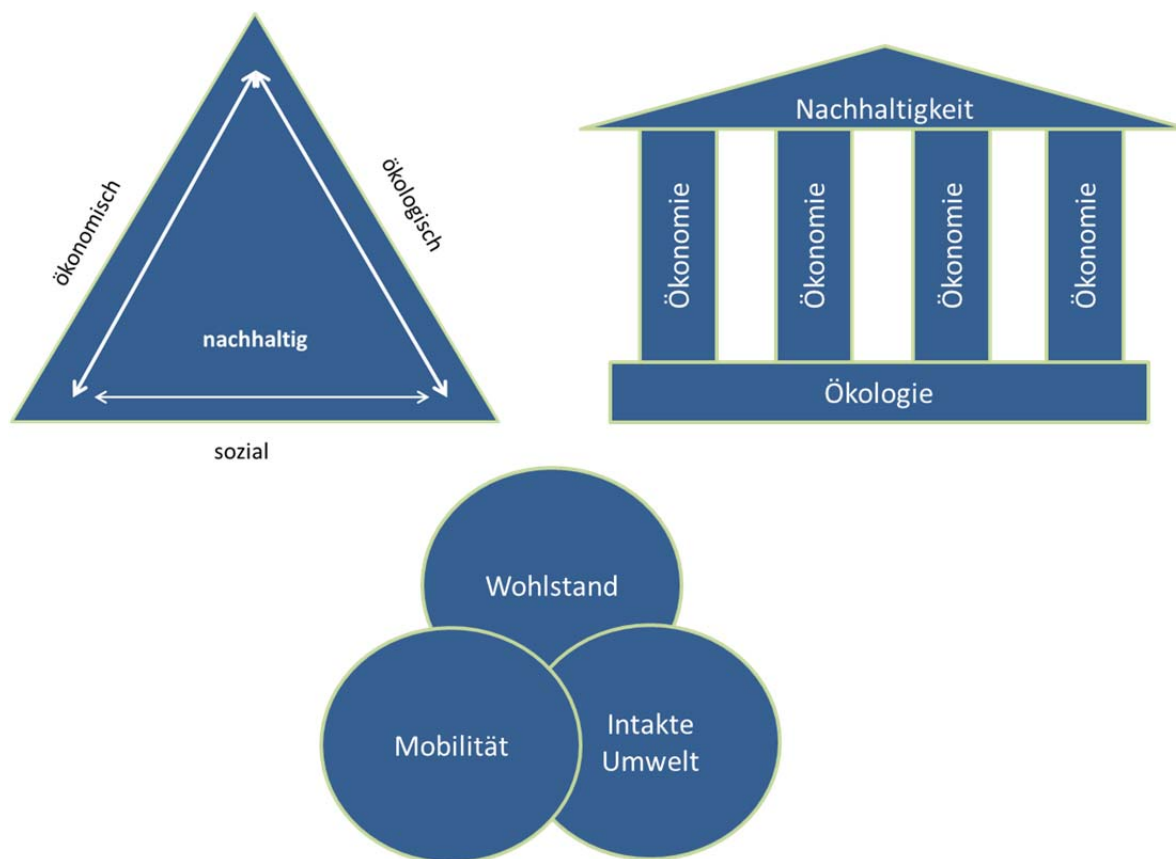 ökonomisch
ökologisch
nachhaltig
sozial
Nachhaltigkeit
Ökonomie
Ökonomie
Ökonomie
Ökonomie
Ökologie
Wohlstand
Mobilität
Intakte
Umwelt